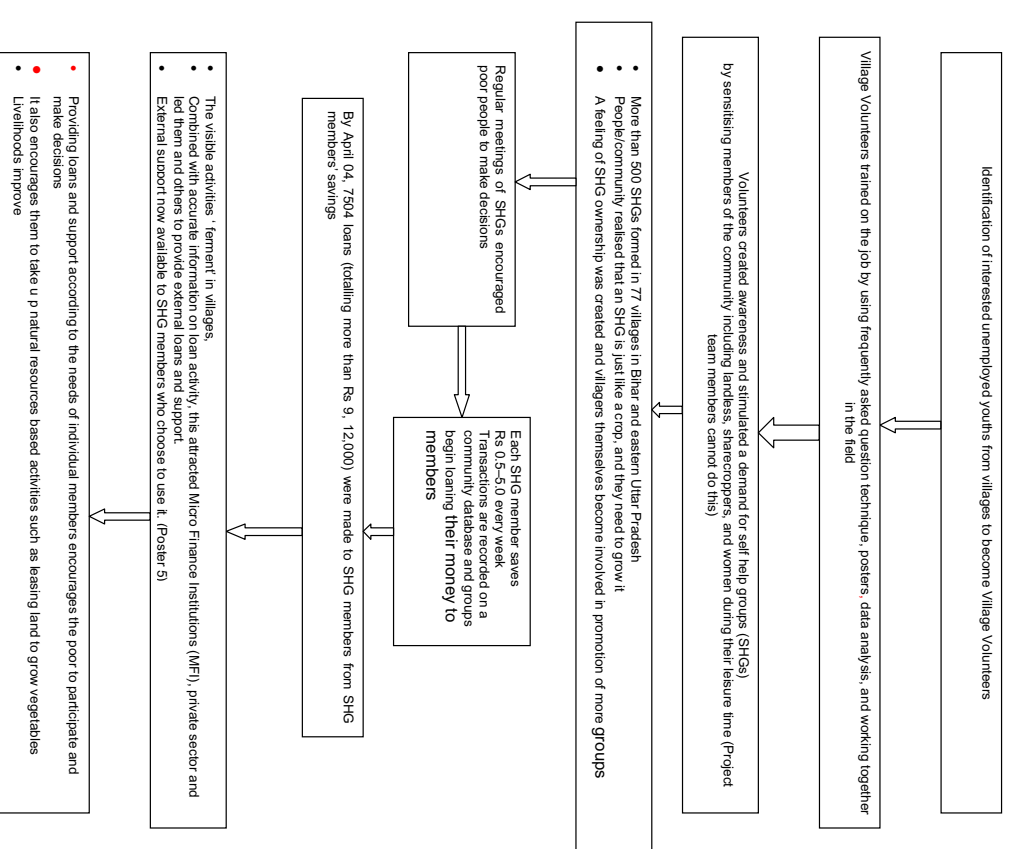 Identification of interested unemployed youths from villages to become Village Volunteers
Village Volunteers trained on the job by using frequently asked question technique, posters, data analysis, and working together
in the field
Volunteers created awareness and stimulated a demand for self help groups (SHGs)
by sensitising members of the community including landless, sharecroppers, and women during their leisure time (Project
team members cannot do this)
• More than 500 SHGs formed in 77 villages in Bihar and eastern Uttar Pradesh
• People/community realised that an SHG is just like a crop, and they need to grow it
• A feeling of SHG ownership was created and villagers themselves become involved in promotion of more groups
Regular meetings of SHGs encouraged
poor people to make decisions
Each SHG member saves
Rs 0.5–5.0 every week
Transactions are recorded on a
community database and groups
begin loaning their money to
members
By April 04, 7504 loans (totalling more than Rs 9, 12,000) were made to SHG members from SHG
members' savings
• The visible activities ' ferment' in villages,
• Combined with accurate information on loan activity, this attracted Micro Finance Institutions (MFI), private sector and
led them and others to provide external loans and support.
• External support now available to SHG members who choose to use it. (Poster 5)
• Providing loans and support according to the needs of individual members encourages the poor to participate and
make decisions
• It also encourages them to take u p natural resources based activities such as leasing land to grow vegetables
• Livelihoods improve